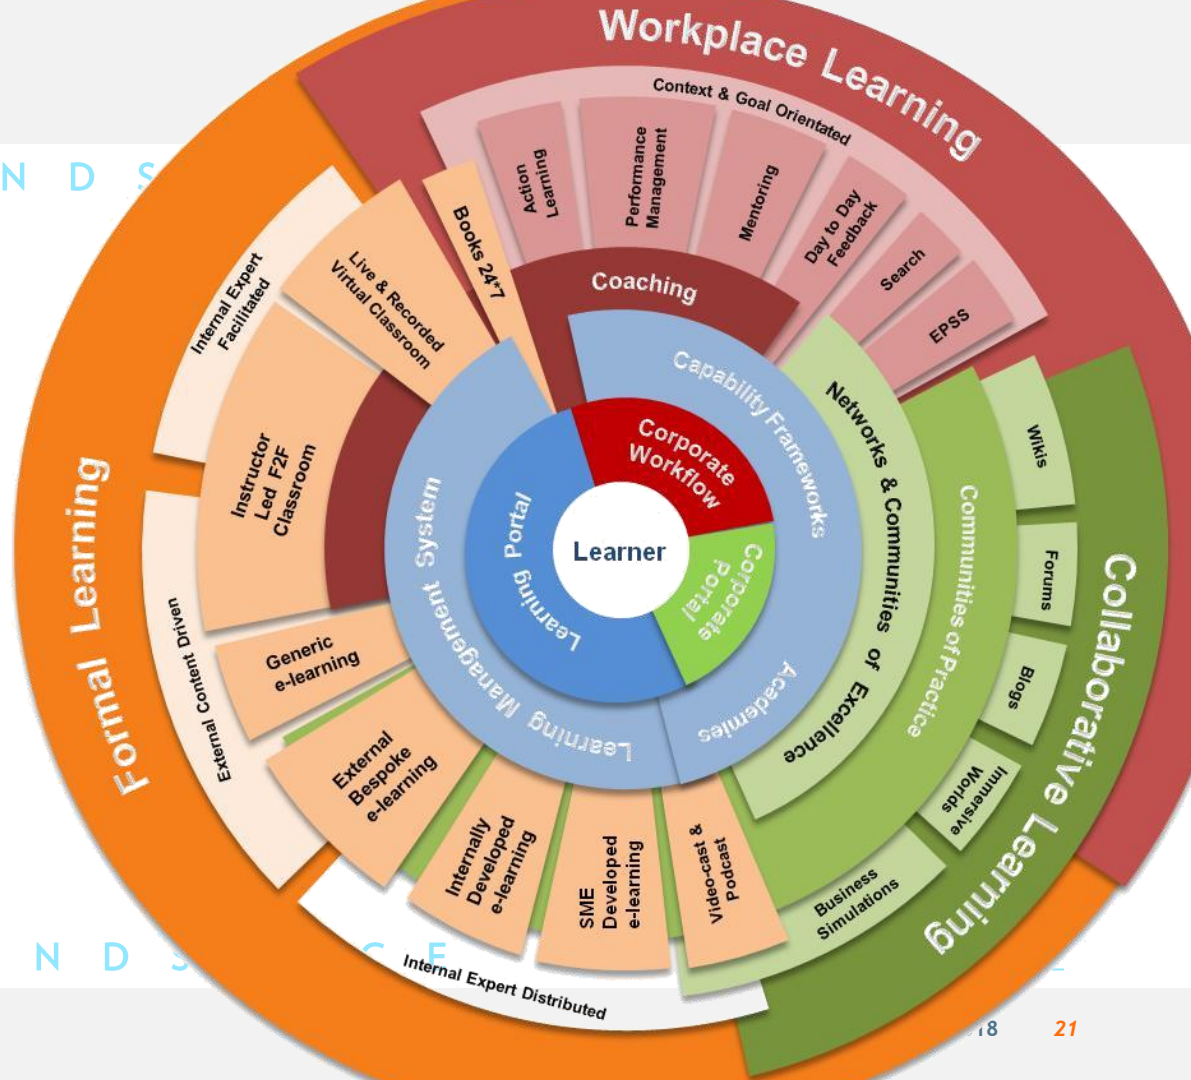 Workplace Learning
Context & Goal Orientated
Action
Learning
Performance
Management
Mentoring
Day to Day
Feedback
Search
EPSS
Books 24*7
Live & Recorded
Virtual Classroom
Internal Expert
Facilitated
Coaching
Capability Frameworks
Networks & Communities of Excellence
Corporate
Workflow
Learner
Learning Portal
Corporate
Portal
Learning Management System
Academies
Communities of Practice
Wikis
Forums
Blogs
Immersive
Worlds
Business
Simulations
Collaborative Learning
Instructor
Led F2F
Classroom
Formal Learning
External Content Driven
Generic
e-learning
External
Bespoke
e-learning
Internally
Developed
e-learning
SME
Developed
e-learning
Video-cast &
Podcast
Internal Expert Distributed
N D S
N D S
C E
18 21